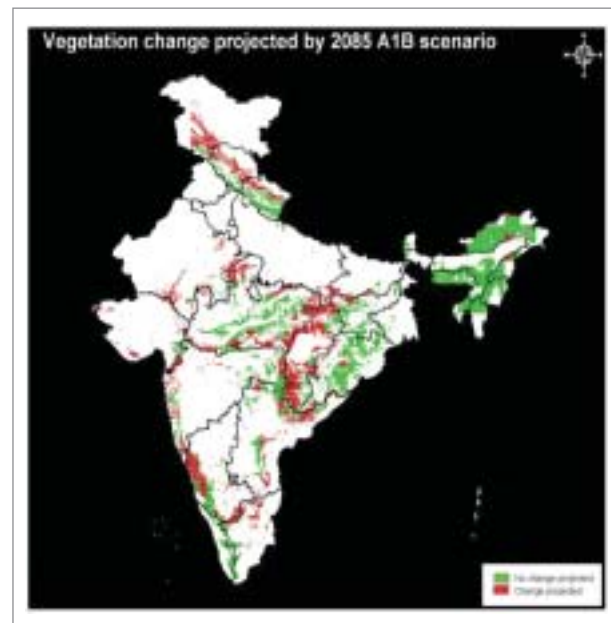 Vegetation change projected by 2085 A1B scenario
No change projected
Change projected